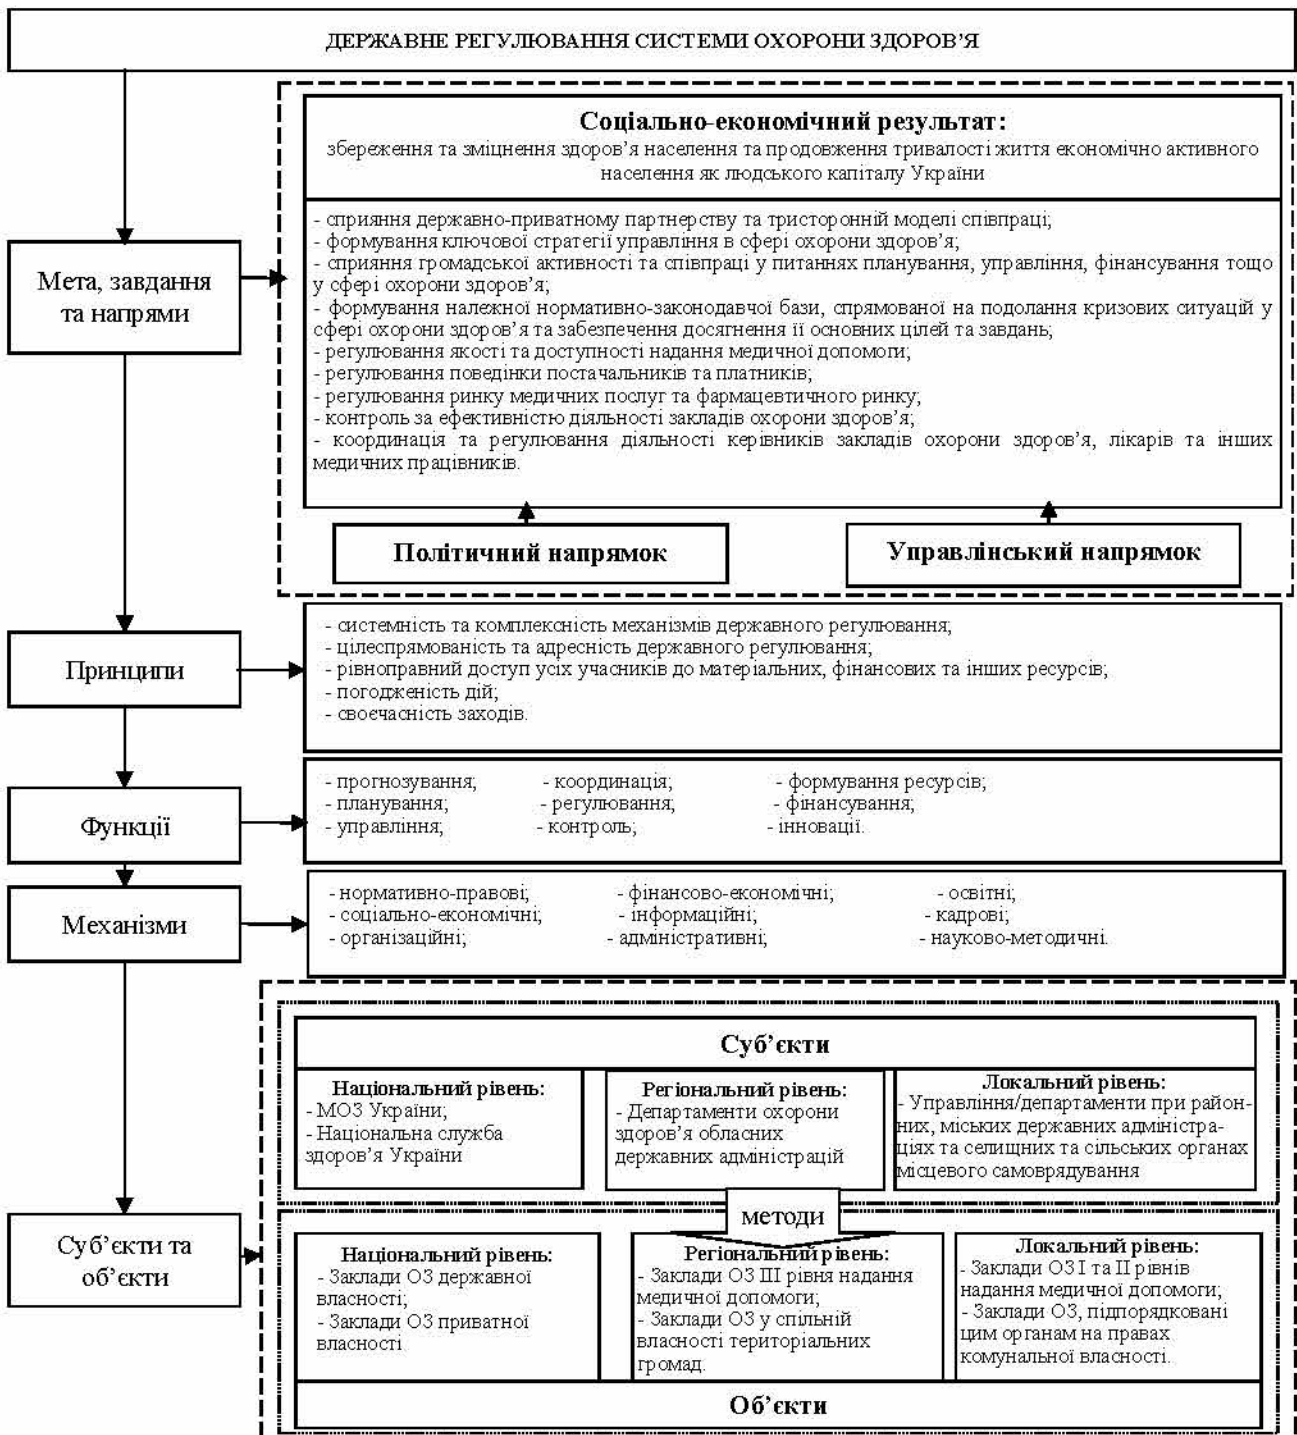 ДЕРЖАВНЕ РЕГУЛЮВАННЯ СИСТЕМИ ОХОРОНИ ЗДОРОВ’Я
Соціально-економічний результат:
збереження та зміцнення здоров’я населення та продовження тривалості життя економічно активного
населення як людського капіталу України
Мета, завдання
та напрями
- сприяння державно-приватному партнерству та тристоронній моделі співпраці;
- формування ключової стратегії управління в сфері охорони здоров’я;
- сприяння громадської активності та співпраці у питаннях планування, управління, фінансування тощо
у сфері охорони здоров’я;
- формування належної нормативно-законодавчої бази, спрямованої на подолання кризових ситуацій у
сфері охорони здоров’я та забезпечення досягнення її основних цілей та завдань;
- регулювання якості та доступності надання медичної допомоги;
- регулювання поведінки постачальників та платників;
- регулювання ринку медичних послуг та фармацевтичного ринку;
- контроль за ефективністю діяльності закладів охорони здоров’я;
- координація та регулювання діяльності керівників закладів охорони здоров’я, лікарів та інших
медичних працівників.
Політичний напрямок
Управлінський напрямок
Принципи
- системність та комплексність механізмів державного регулювання;
- цілеспрямованість та адресність державного регулювання;
- рівноправний доступ усіх учасників до матеріальних, фінансових та інших ресурсів;
- погодженість дій;
- своєчасність заходів.
Функції
- прогнозування; - координація; - формування ресурсів;
- планування; - регулювання; - фінансування;
- управління; - контроль; - інновації.
Механізми
- нормативно-правові; - фінансово-економічні; - освітні;
- соціально-економічні; - інформаційні; - кадрові;
- організаційні; - адміністративні; - науково-методичні.
Суб’єкти та
об’єкти
Суб’єкти
Національний рівень:
- МОЗ України;
- Національна служба
здоров’я України
Регіональний рівень:
- Департаменти охорони
здоров’я обласних
державних адміністрацій
Локальний рівень:
- Управління/департаменти при район-
них, міських державних адміністра-
ціях та селищних та сільських органах
місцевого самоврядування
методи
Національний рівень:
- Заклади ОЗ державної
власності;
- Заклади ОЗ приватної
власності
Регіональний рівень:
- Заклади ОЗ ІІІ рівня надання
медичної допомоги;
- Заклади ОЗ у спільній
власності територіальних
громад.
Локальний рівень:
- Заклади ОЗ І та ІІ рівнів
надання медичної допомоги;
- Заклади ОЗ, підпорядковані
цим органам на правах
комунальної власності.
Об’єкти